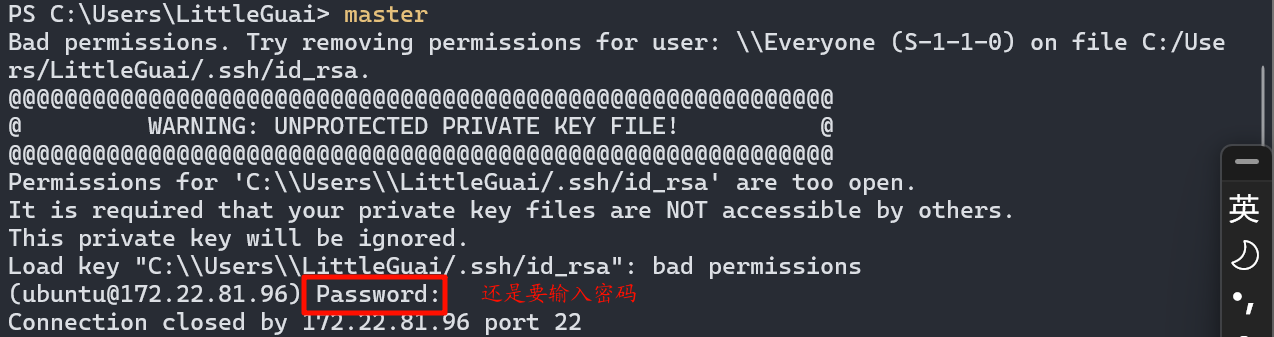 PS C:\Users\LittleGuai> master
Bad permissions. Try removing permissions for user: \\Everyone (S-1-1-0) on file C:/Use
rs/LittleGuai/.ssh/id_rsa.
@@@@@@@@@@@@@@@@@@@@@@@@@@@@@@@@@@@@@@@@@@@@@@@@@@@@@@@@@@@
@         WARNING: UNPROTECTED PRIVATE KEY FILE!          @
@@@@@@@@@@@@@@@@@@@@@@@@@@@@@@@@@@@@@@@@@@@@@@@@@@@@@@@@@@@
Permissions for 'C:\\Users\\LittleGuai/.ssh/id_rsa' are too open.
It is required that your private key files are NOT accessible by others.
This private key will be ignored.
Load key "C:\\Users\\LittleGuai/.ssh/id_rsa": bad permissions
(ubuntu@172.22.81.96) Password: 还是要输入密码
Connection closed by 172.22.81.96 port 22
英